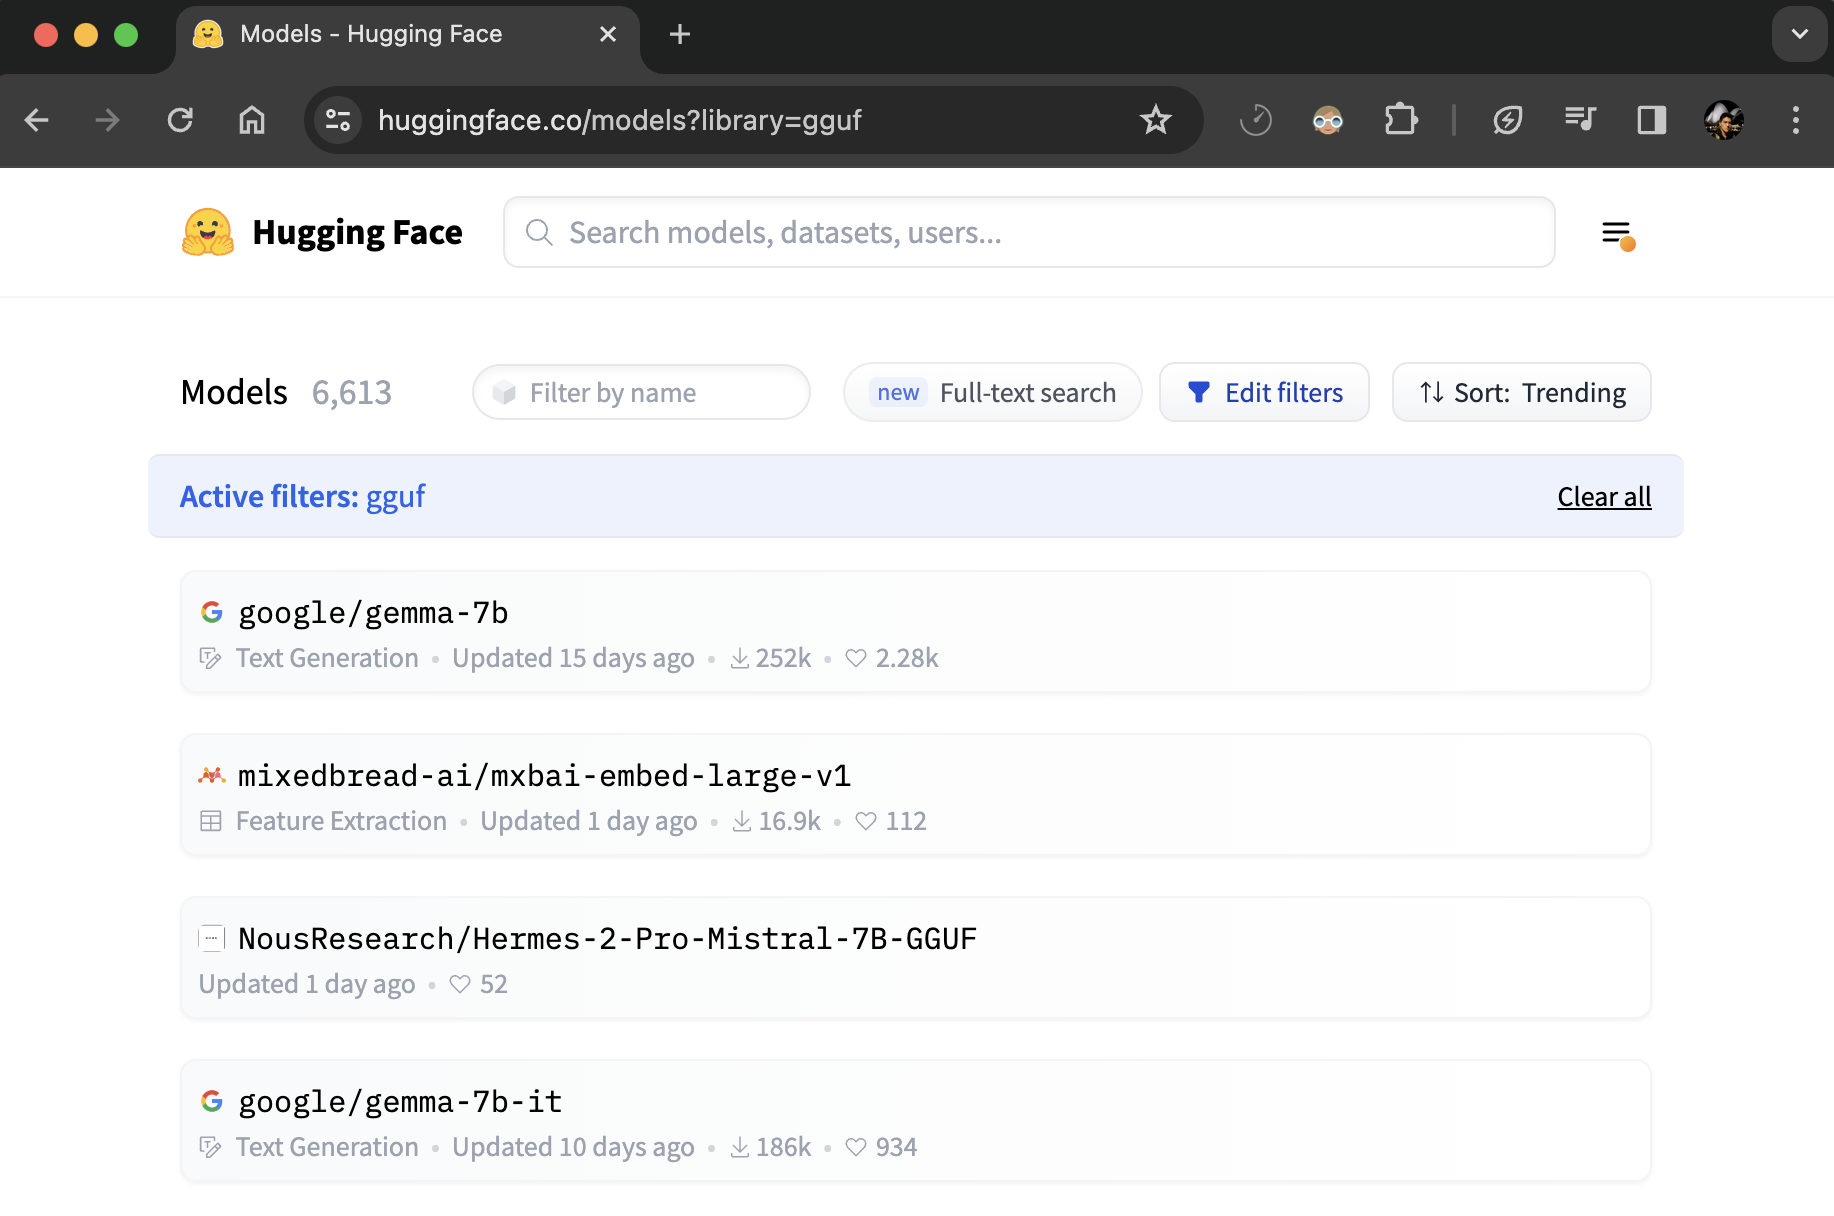 Models - Hugging Face
huggingface.co/models?library=gguf
Hugging Face Search models, datasets, users...
Models 6,613 Filter by name new Full-text search Edit filters Sort: Trending
Active filters: gguf Clear all
google/gemma-7b
Text Generation • Updated 15 days ago • 252k • 2.28k
mixedbread-ai/mxbai-embed-large-v1
Feature Extraction • Updated 1 day ago • 16.9k • 112
NousResearch/Hermes-2-Pro-Mistral-7B-GGUF
Updated 1 day ago • 52
google/gemma-7b-it
Text Generation • Updated 10 days ago • 186k • 934